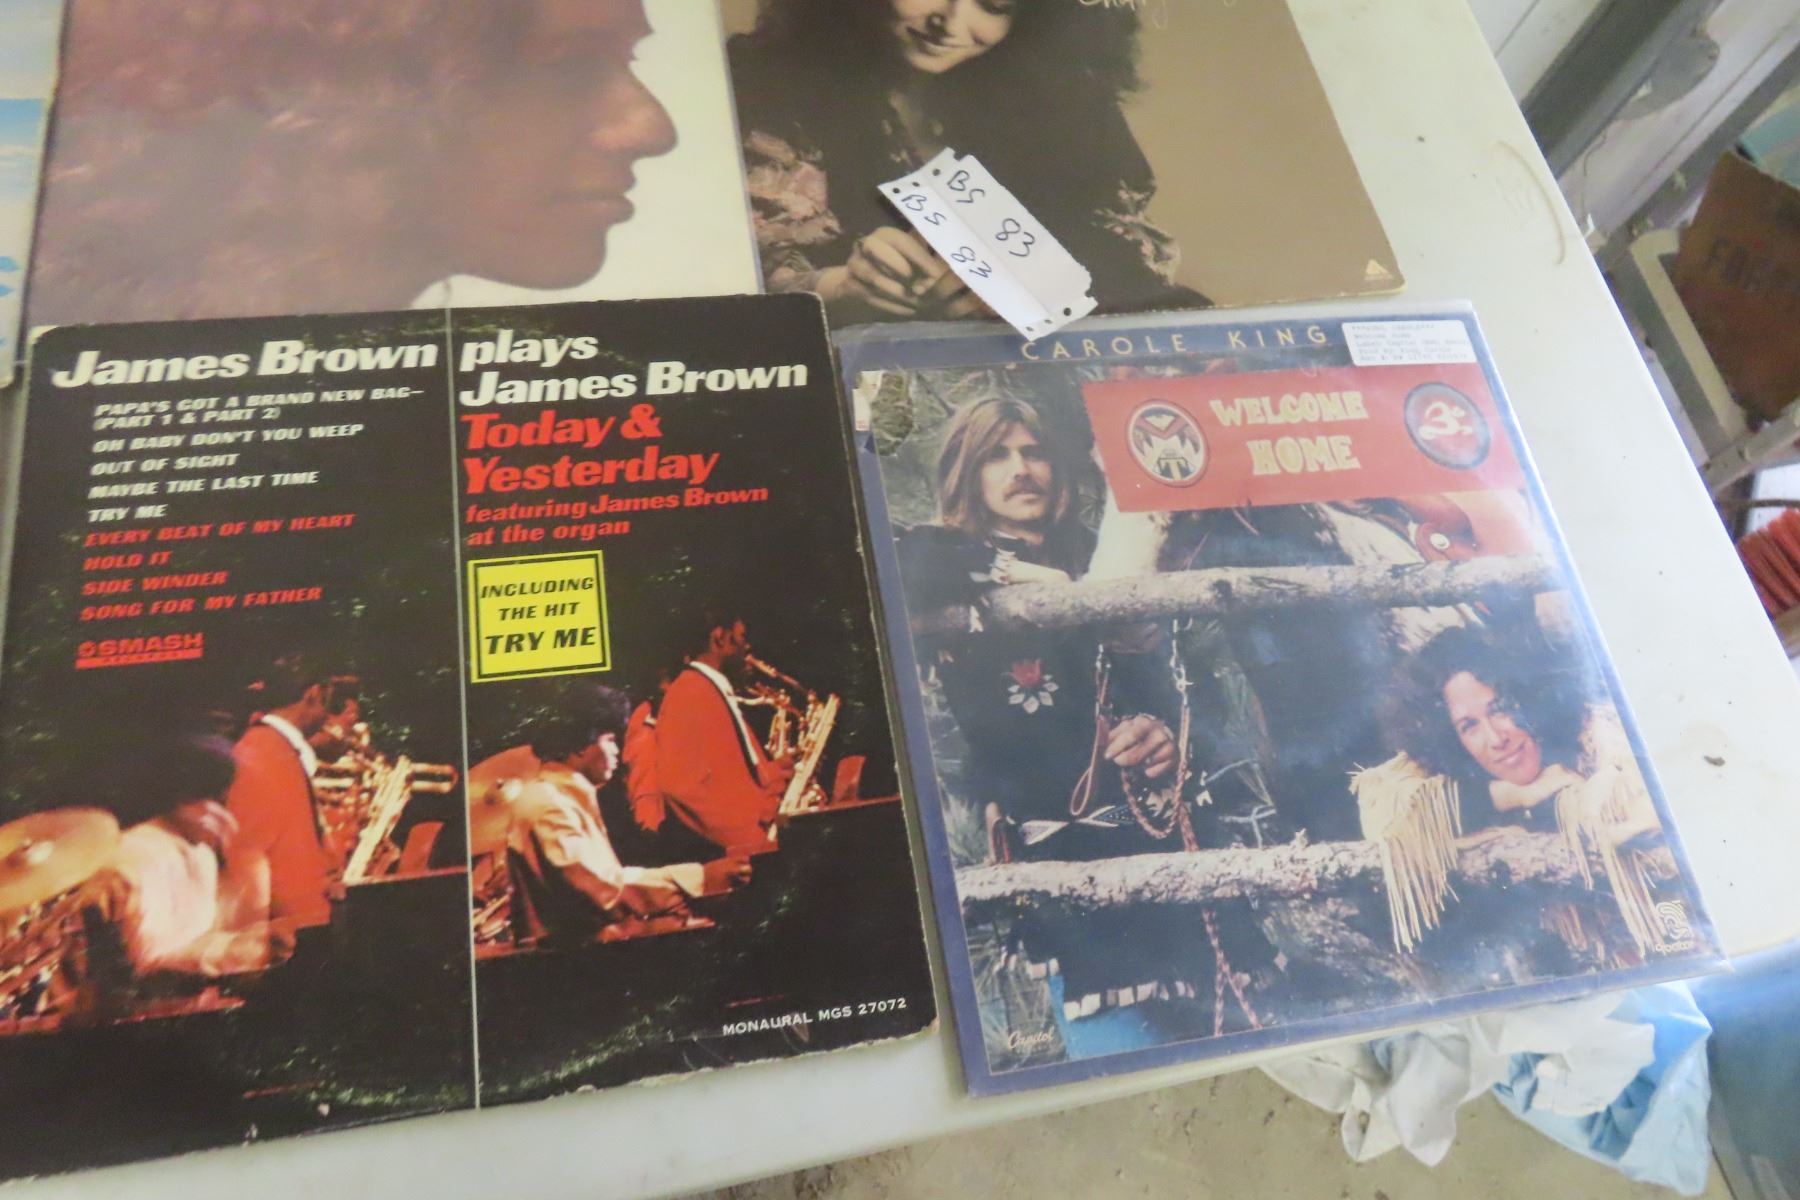 BS 83
BS 83
James Brown plays
James Brown
Today &
Yesterday
featuring James Brown
at the organ
PAPA'S GOT A BRAND NEW BAG—
(PART 1 & PART 2)
OH BABY DON'T YOU WEEP
OUT OF SIGHT
MAYBE THE LAST TIME
TRY ME
EVERY BEAT OF MY HEART
HOLD IT
SIDE WINDER
SONG FOR MY FATHER
SMASH
INCLUDING
THE HIT
TRY ME
MONAURAL MGS 27072
CAROLE KING
WELCOME
HOME
Capitol